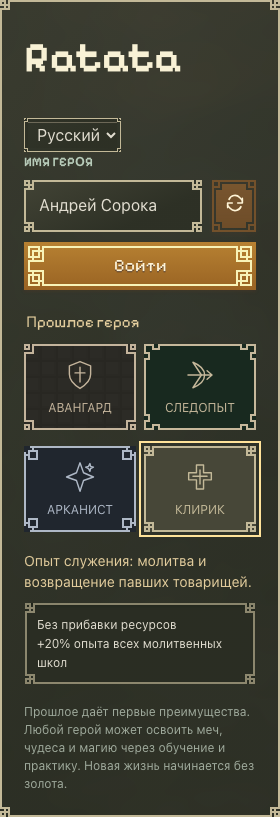 Ratata
Русский
ИМЯ ГЕРОЯ
Андрей Сорока
Войти
Прошлое героя
АВАНГАРД
СЛЕДОПЫТ
АРКАНИСТ
КЛИРИК
Опыт служения: молитва и
возвращение павших товарищей.
Без прибавки ресурсов
+20% опыта всех молитвенных
школ
Прошлое даёт первые преимущества.
Любой герой может освоить меч,
чудеса и магию через обучение и
практику. Новая жизнь начинается без
золота.